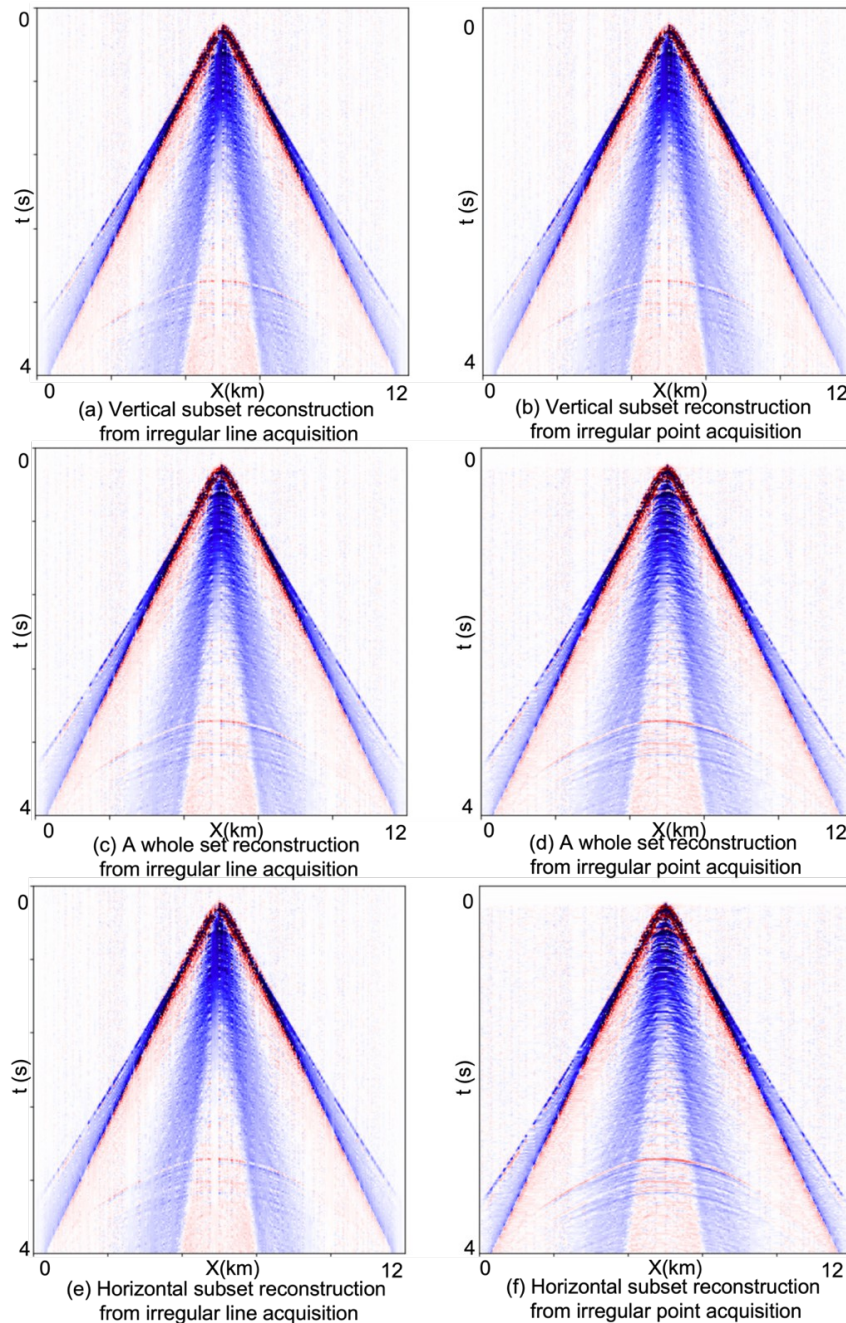 0
0
t (s)
t (s)
4
4
0
X(km)
12
0
X(km)
12
(a) Vertical subset reconstruction
from irregular line acquisition
(b) Vertical subset reconstruction
from irregular point acquisition
0
0
t (s)
t (s)
4
4
0
X(km)
12
0
X(km)
12
(c) A whole set reconstruction
from irregular line acquisition
(d) A whole set reconstruction
from irregular point acquisition
0
0
t (s)
t (s)
4
4
0
X(km)
12
0
X(km)
12
(e) Horizontal subset reconstruction
from irregular line acquisition
(f) Horizontal subset reconstruction
from irregular point acquisition